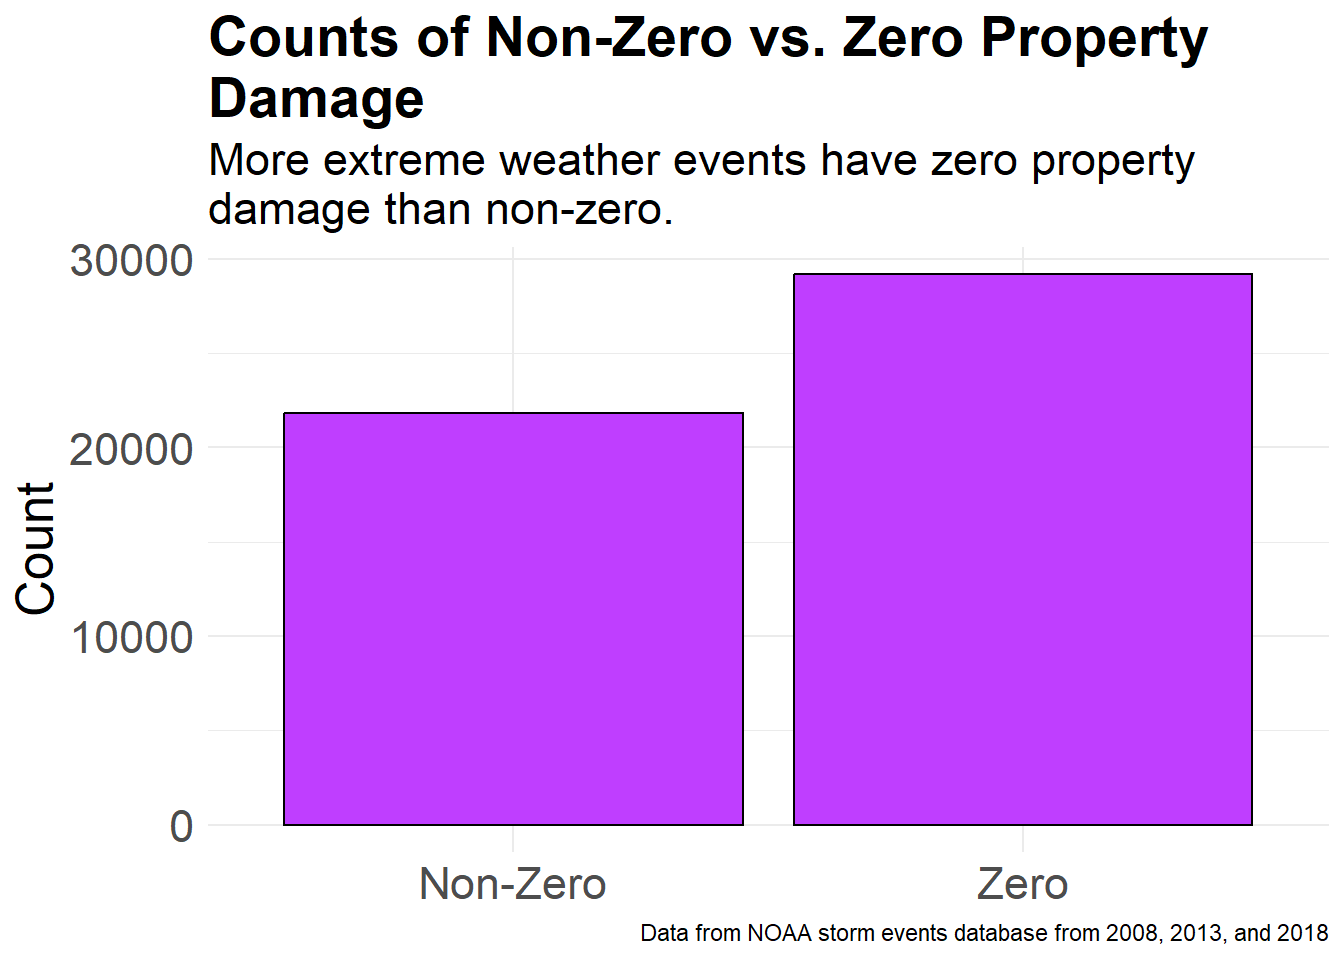 Counts of Non-Zero vs. Zero Property
Damage
More extreme weather events have zero property
damage than non-zero.
30000
20000
10000
0
Count
Non-Zero
Zero
Data from NOAA storm events database from 2008, 2013, and 2018